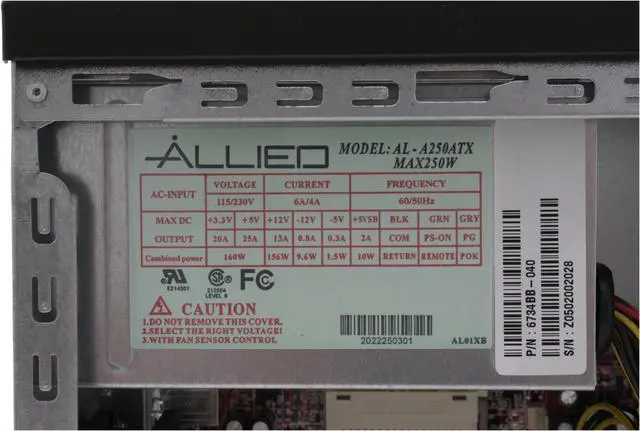 ALLIED
MODEL: AL-A250ATX
MAX250W
AC-INPUT VOLTAGE CURRENT FREQUENCY
115/230V 6A/4A 60/50Hz
MAX DC +3.3V +5V +12V -12V -5V +5VSB BLK GRN GRY
OUTPUT 20A 25A 13A 0.8A 0.3A 2A COM PS-ON PG
Combined power 160W 156W 9.6W 1.5W 10W RETURN REMOTE POK
E214301
212684
LEVEL 6
FC
CAUTION
1.DO NOT REMOVE THIS COVER.
2.SELECT THE RIGHT VOLTAGE!
3.WITH FAN SENSOR CONTROL
2022250301
AL01XB
P/N : 6734BB-040
S/N : Z0502002028